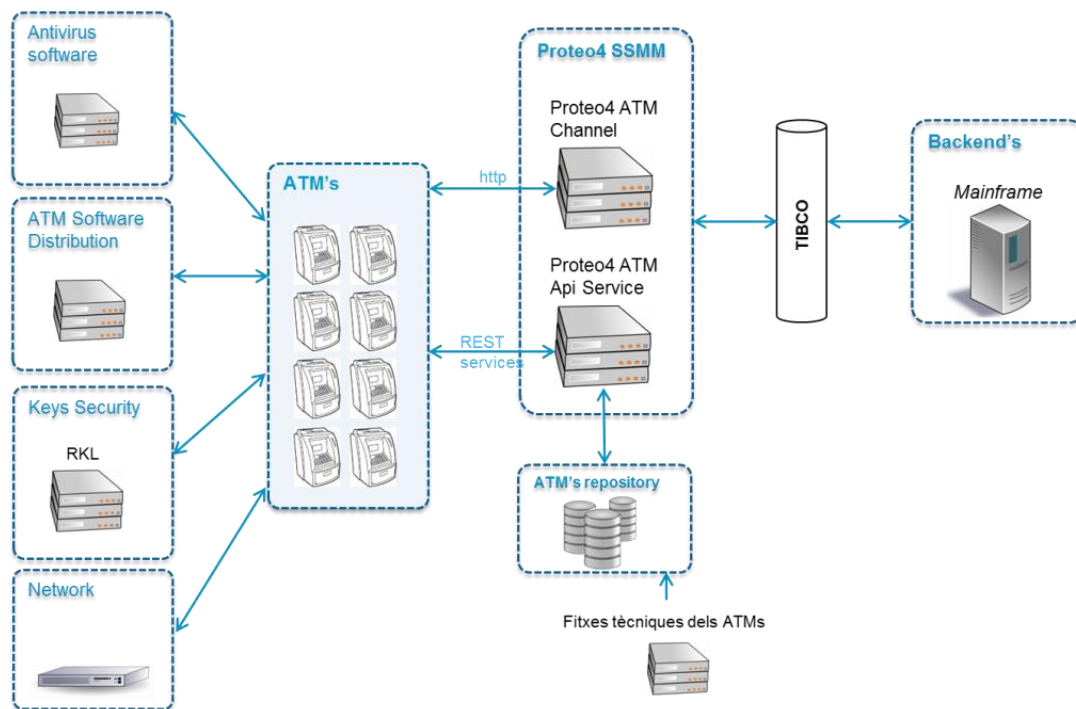 Antivirus
software
ATM Software
Distribution
Keys Security
RKL
Network
ATM's
http
REST
services
Proteo4 SSMM
Proteo4 ATM
Channel
Proteo4 ATM
Api Service
ATM's repository
Fitxes tècniques dels ATMs
TIBCO
Backend's
Mainframe